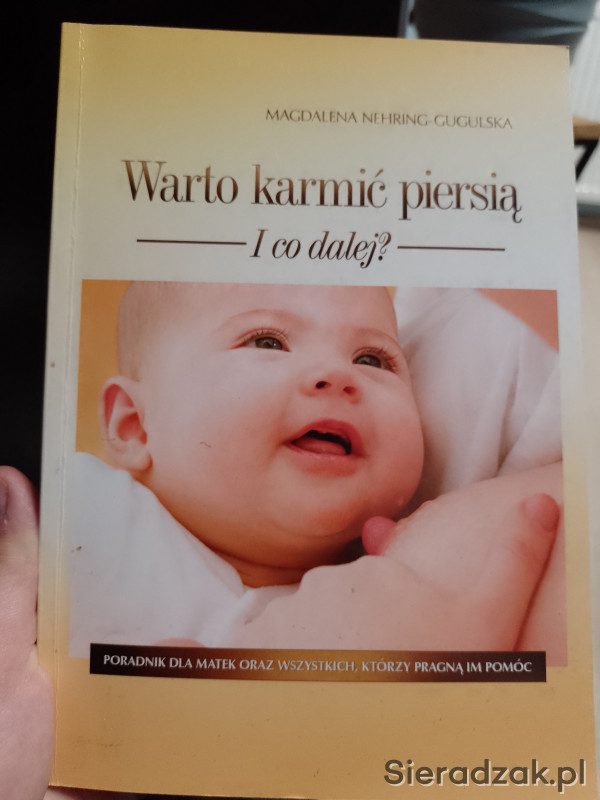 MAGDALENA NEHRING-GUGULSKA
Warto karmić piersią
I co dalej?
PORADNIK DLA MATEK ORAZ WSZYSTKICH, KTÓRZY PRAGNĄ IM POMÓC
Sieradzak.pl